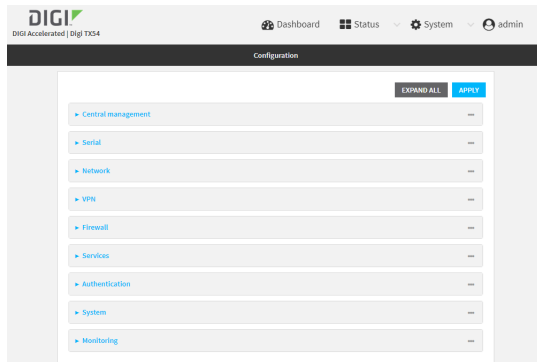 DIGI
DIGI Accelerated | Digi TX54
Dashboard Status System admin
Configuration
EXPAND ALL APPLY
Central management
Serial
Network
VPN
Firewall
Services
Authentication
System
Monitoring